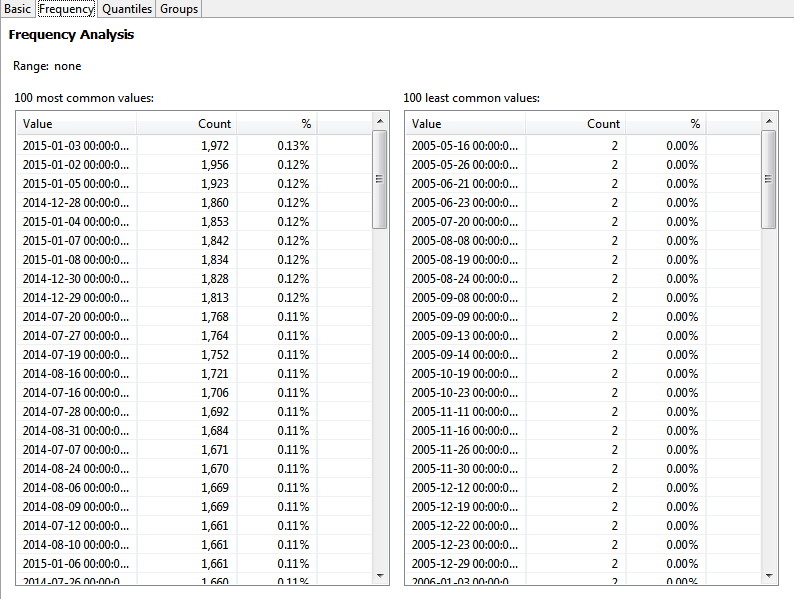 Basic Frequency Quantiles Groups
Frequency Analysis
Range: none
100 most common values:
Value Count %
2015-01-03 00:00:0... 1,972 0.13%
2015-01-02 00:00:0... 1,956 0.12%
2015-01-05 00:00:0... 1,923 0.12%
2014-12-28 00:00:0... 1,860 0.12%
2015-01-04 00:00:0... 1,853 0.12%
2015-01-07 00:00:0... 1,842 0.12%
2015-01-08 00:00:0... 1,834 0.12%
2014-12-30 00:00:0... 1,828 0.12%
2014-12-29 00:00:0... 1,813 0.12%
2014-07-20 00:00:0... 1,768 0.11%
2014-07-27 00:00:0... 1,764 0.11%
2014-07-19 00:00:0... 1,752 0.11%
2014-08-16 00:00:0... 1,721 0.11%
2014-07-16 00:00:0... 1,706 0.11%
2014-07-28 00:00:0... 1,692 0.11%
2014-08-31 00:00:0... 1,684 0.11%
2014-07-07 00:00:0... 1,671 0.11%
2014-08-24 00:00:0... 1,670 0.11%
2014-08-06 00:00:0... 1,669 0.11%
2014-08-09 00:00:0... 1,669 0.11%
2014-07-12 00:00:0... 1,661 0.11%
2014-08-10 00:00:0... 1,661 0.11%
2015-01-06 00:00:0... 1,661 0.11%
2014-07-26 00:00:0... 1,660 0.11%
100 least common values:
Value Count %
2005-05-16 00:00:0... 2 0.00%
2005-05-26 00:00:0... 2 0.00%
2005-06-21 00:00:0... 2 0.00%
2005-06-23 00:00:0... 2 0.00%
2005-07-20 00:00:0... 2 0.00%
2005-08-08 00:00:0... 2 0.00%
2005-08-19 00:00:0... 2 0.00%
2005-08-24 00:00:0... 2 0.00%
2005-09-08 00:00:0... 2 0.00%
2005-09-09 00:00:0... 2 0.00%
2005-09-13 00:00:0... 2 0.00%
2005-09-14 00:00:0... 2 0.00%
2005-10-19 00:00:0... 2 0.00%
2005-10-23 00:00:0... 2 0.00%
2005-11-11 00:00:0... 2 0.00%
2005-11-16 00:00:0... 2 0.00%
2005-11-26 00:00:0... 2 0.00%
2005-11-30 00:00:0... 2 0.00%
2005-12-12 00:00:0... 2 0.00%
2005-12-19 00:00:0... 2 0.00%
2005-12-22 00:00:0... 2 0.00%
2005-12-23 00:00:0... 2 0.00%
2005-12-29 00:00:0... 2 0.00%
2006-01-03 00:00:0... 2 0.00%